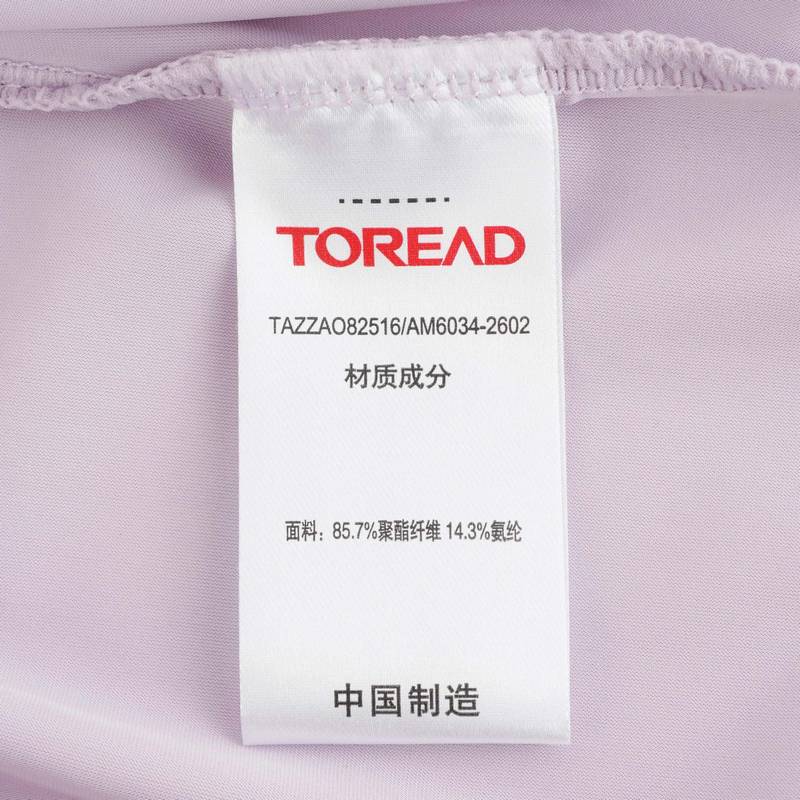 TOREAD
TAZZAO82516/AM6034-2602
材质成分
面料：85.7%聚酯纤维 14.3%氨纶
中国制造